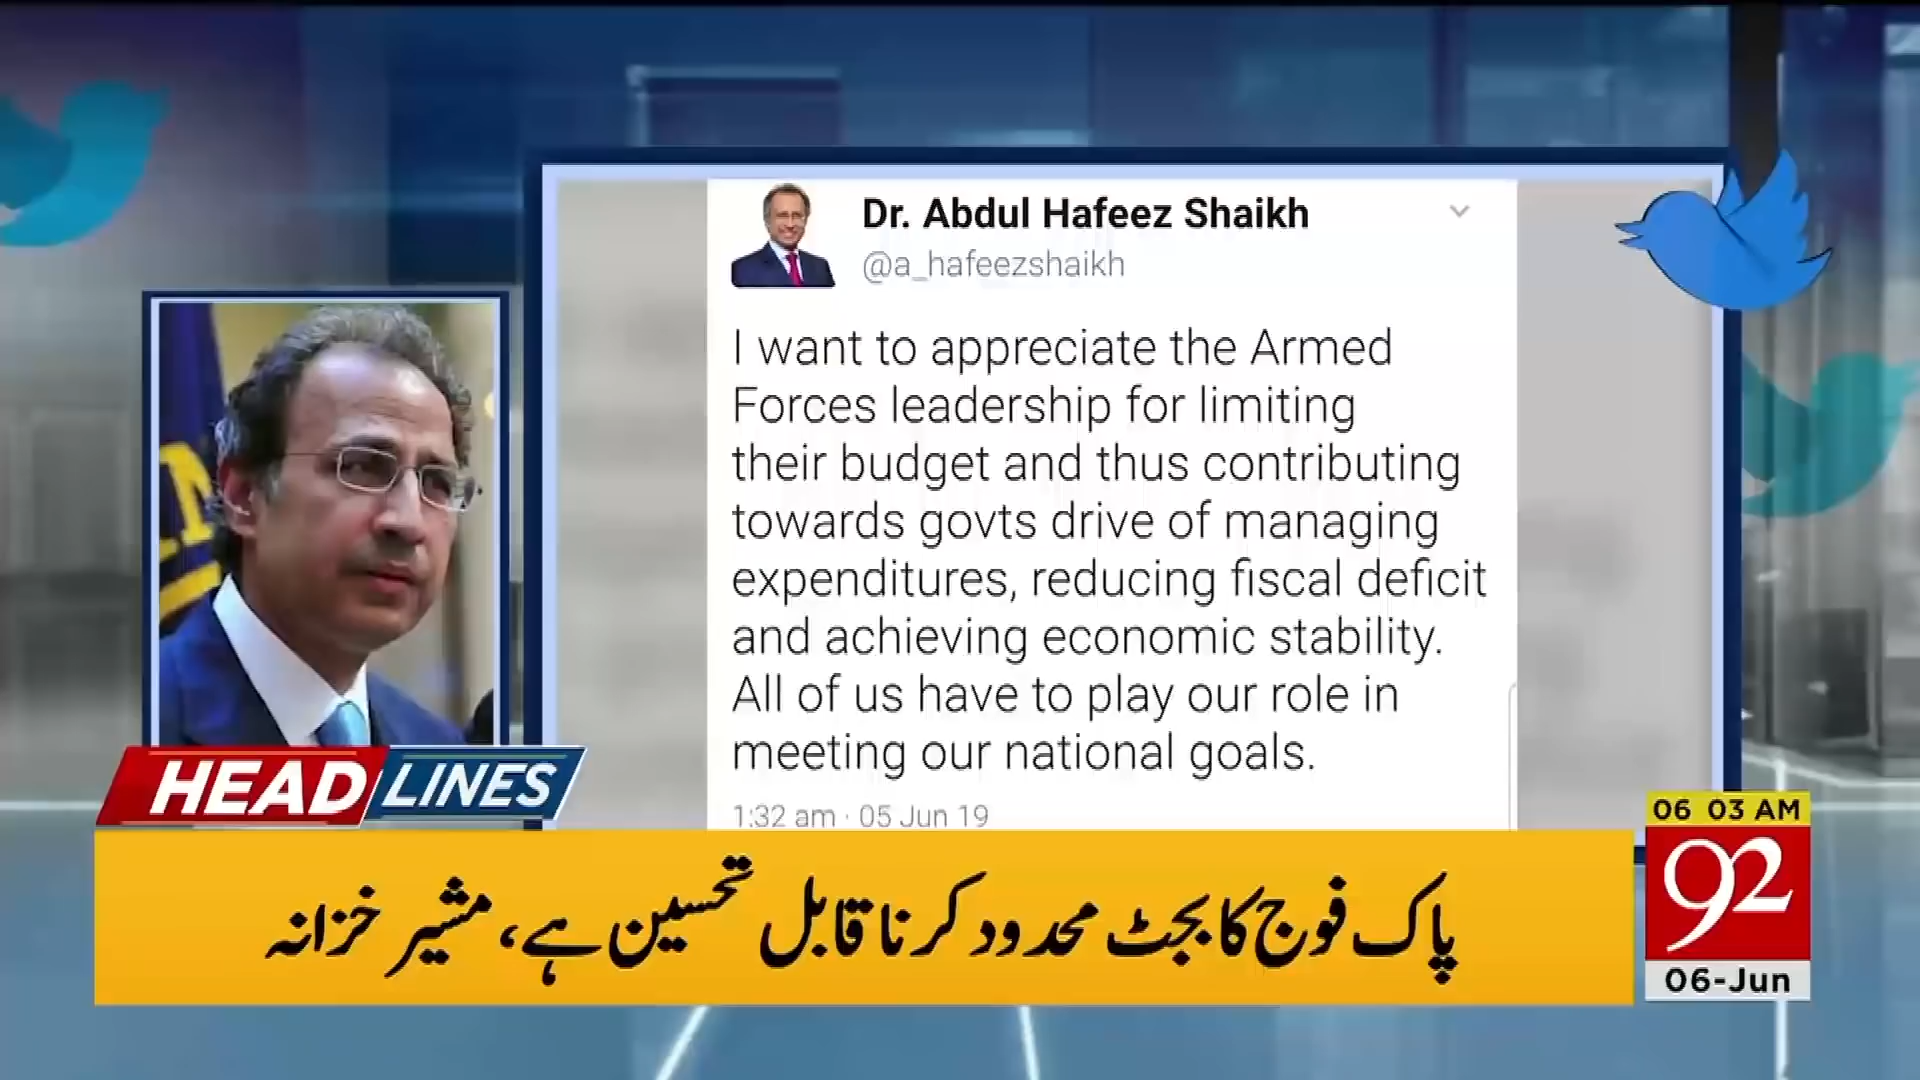 Dr. Abdul Hafeez Shaikh
@a_hafeezshaikh
I want to appreciate the Armed
Forces leadership for limiting
their budget and thus contributing
towards govts drive of managing
expenditures, reducing fiscal deficit
and achieving economic stability.
All of us have to play our role in
meeting our national goals.
1:32 am · 05 Jun 19
HEADLINES
06 03 AM
پاک فوج کا بجٹ محدود کرنا قابل تحسین ہے، مشیر خزانہ
92
06-Jun